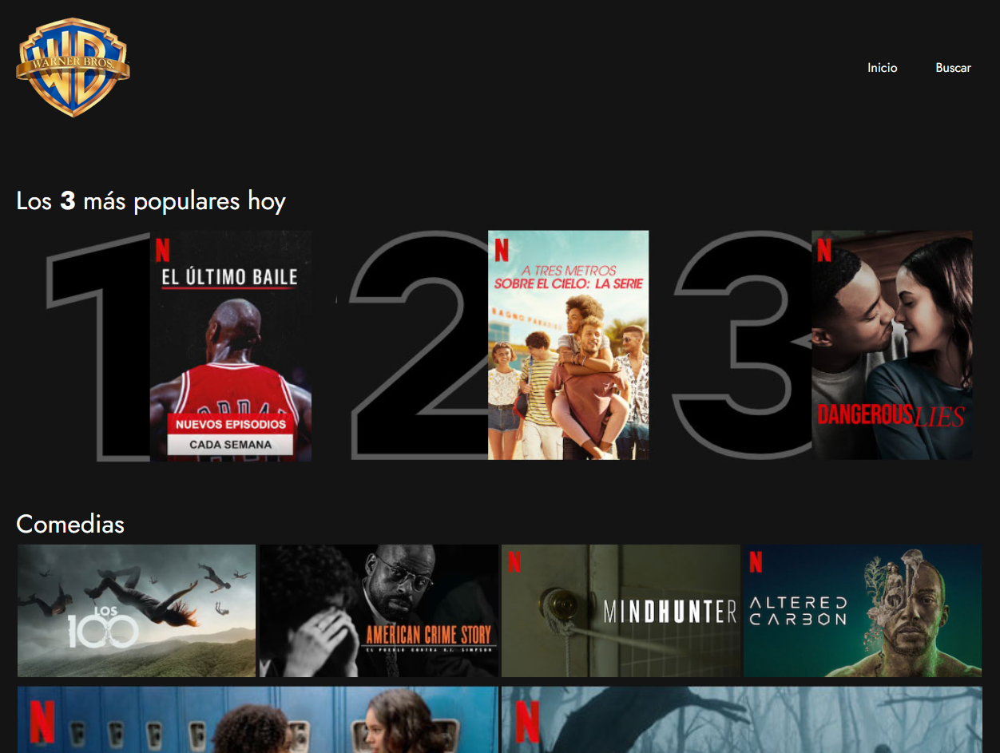 WARNER BROS.
Inicio
Buscar
Los 3 más populares hoy
1
N
EL ÚLTIMO BAILE
NUEVOS EPISODIOS
CADA SEMANA
2
N
A TRES METROS
SOBRE EL CIELO: LA SERIE
BAGNO PARADISO
3
N
DANGEROUS LIES
Comedias
LOS
100
AMERICAN CRIME STORY
EL PUEBLO CONTRA O.J. SIMPSON
N
MINDHUNTER
N
ALTERED
CARBON
N
N